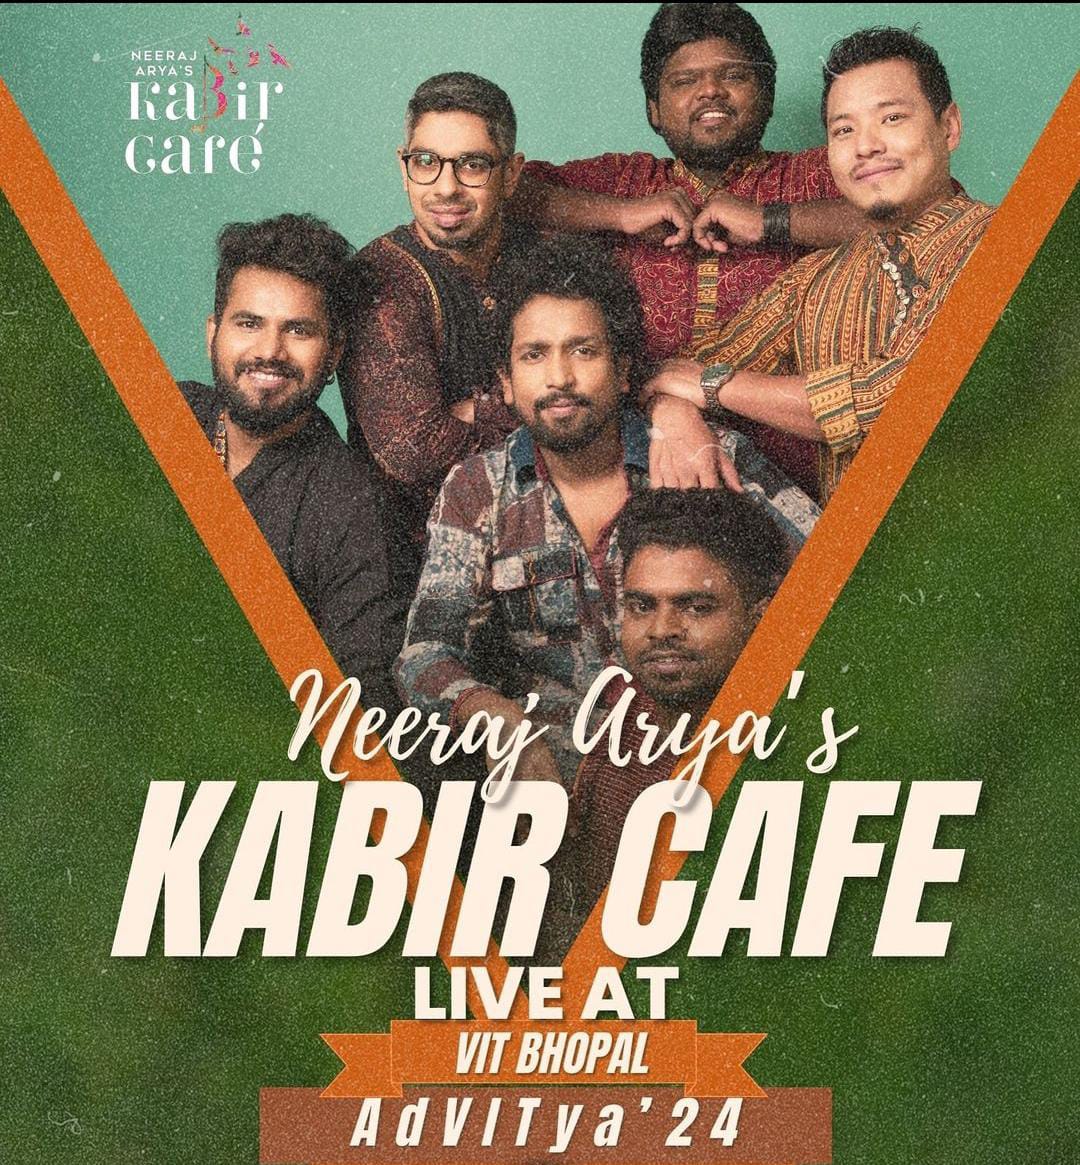 NEERAJ
ARYA'S
KaBir
Café
Neeraj Arya's
KABIR CAFE
LIVE AT
VIT BHOPAL
AdVITya'24